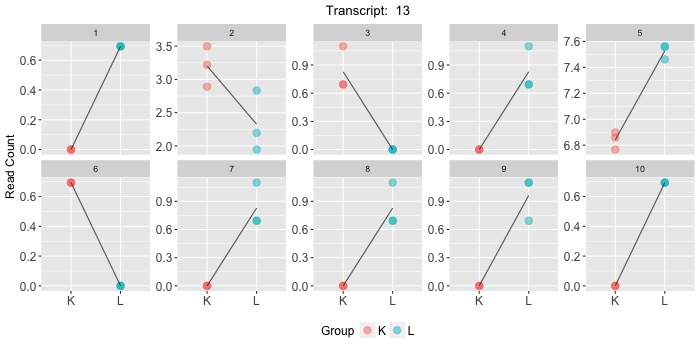 Transcript: 13
1 2 3 4 5
0.6 0.4 0.2 0.0
3.5 3.0 2.5 2.0
0.9 0.6 0.3 0.0
0.9 0.6 0.3 0.0
7.6 7.4 7.2 7.0 6.8
Read Count
6 7 8 9 10
0.6 0.4 0.2 0.0
0.9 0.6 0.3 0.0
0.9 0.6 0.3 0.0
0.9 0.6 0.3 0.0
0.6 0.4 0.2 0.0
K L K L K L K L K L
Group K L